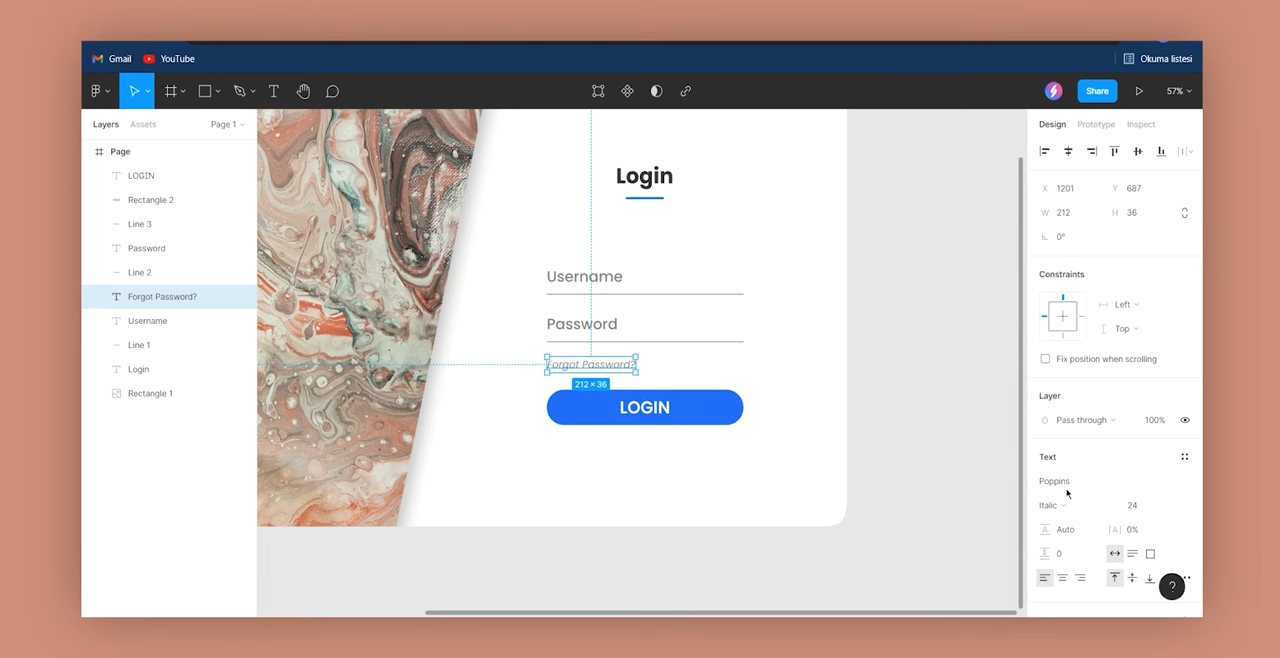 Gmail YouTube Okuma listesi
Share 57%
Layers Assets Page 1
Page
LOGIN
Rectangle 2
Line 3
Password
Line 2
Forgot Password?
Username
Line 1
Login
Rectangle 1
Login
Username
Password
Forgot Password?
212 × 36
LOGIN
Design Prototype Inspect
X 1201 Y 687
W 212 H 36
0°
Constraints
Left
Top
Fix position when scrolling
Layer
Pass through 100%
Text
Poppins
Italic 24
A Auto |A| 0%
0
?